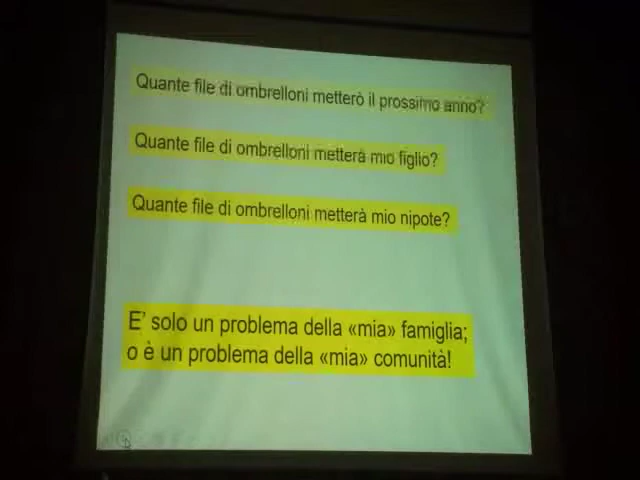 Quante file di ombrelloni metterò il prossimo anno?
Quante file di ombrelloni metterà mio figlio?
Quante file di ombrelloni metterà mio nipote?
E' solo un problema della «mia» famiglia;
o è un problema della «mia» comunità!